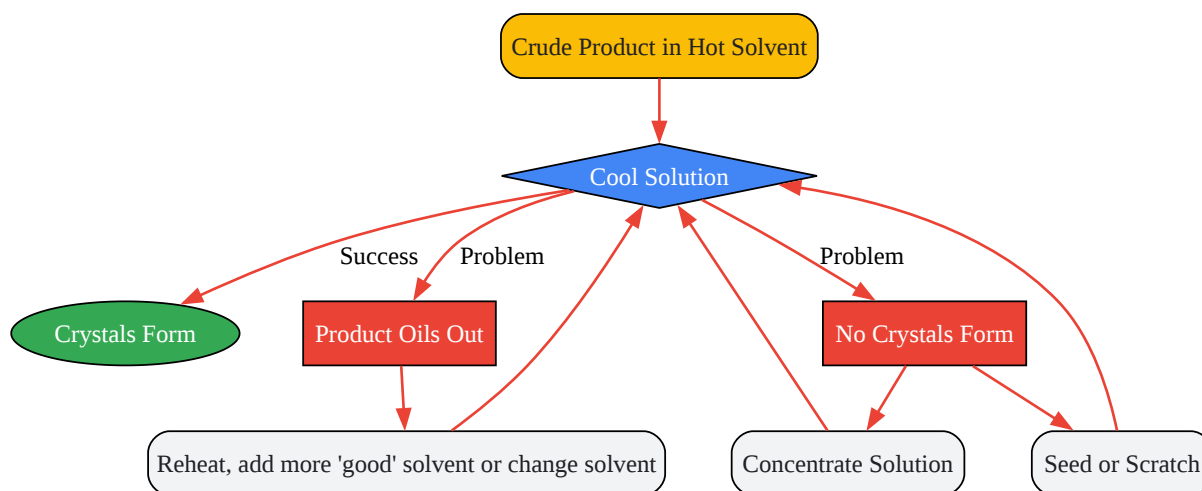 Crude Product in Hot Solvent
Cool Solution
Success
Problem
Problem
Crystals Form
Product Oils Out
No Crystals Form
Reheat, add more 'good' solvent or change solvent
Concentrate Solution
Seed or Scratch